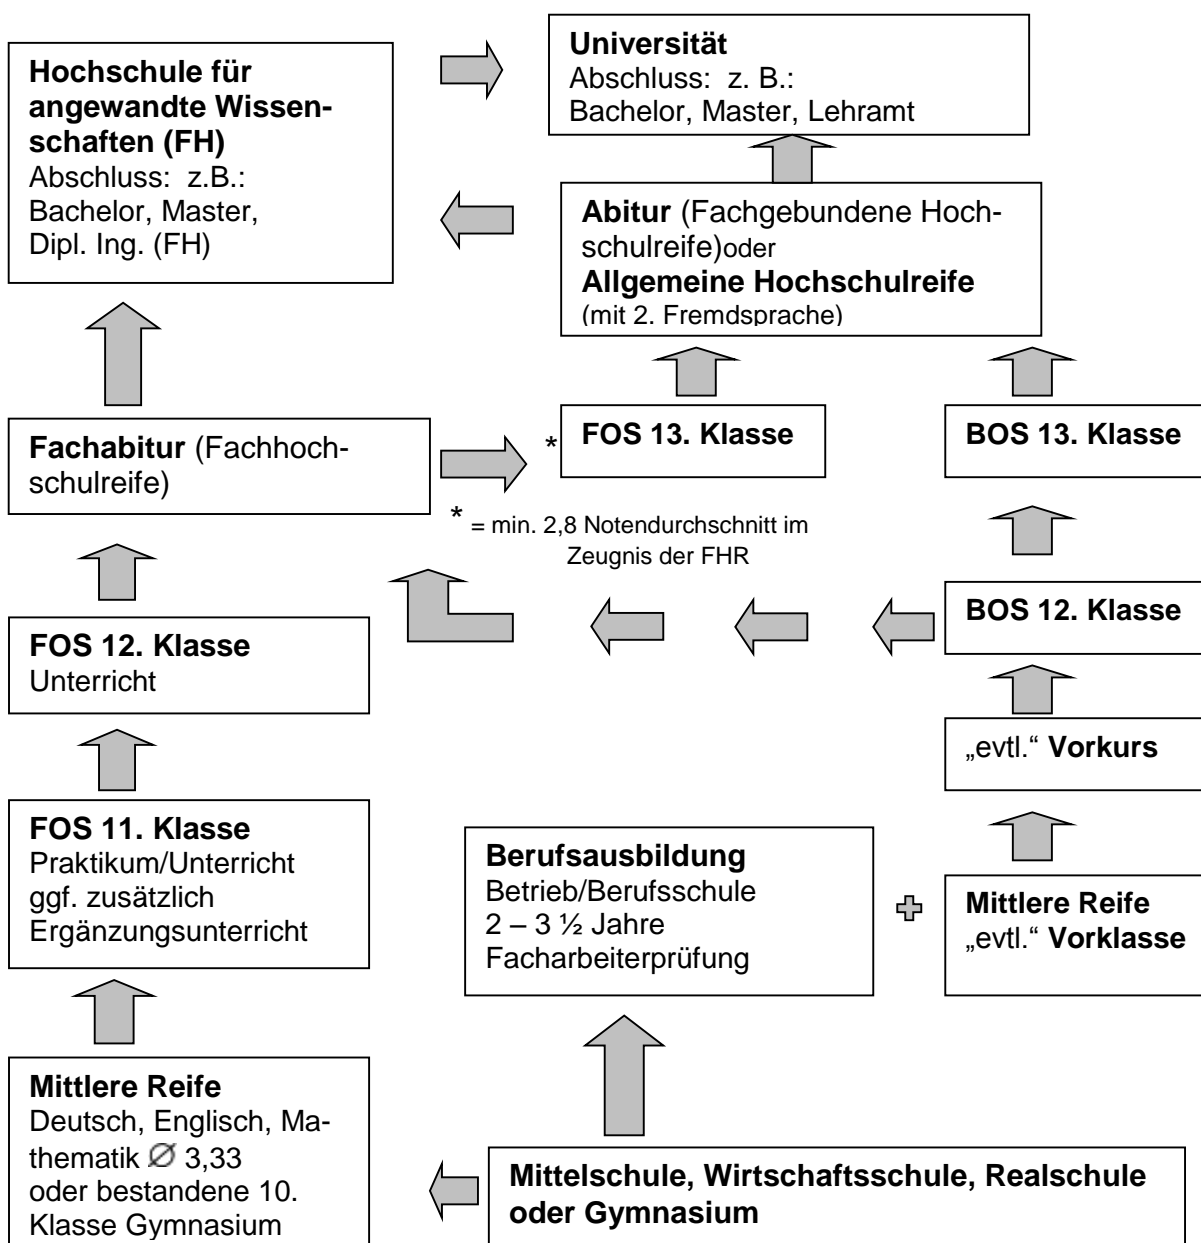 Hochschule für
angewandte Wissen-
schaften (FH)
Abschluss:  z.B.:
Bachelor, Master,
Dipl. Ing. (FH)
Universität
Abschluss:  z. B.:
Bachelor, Master, Lehramt
Abitur (Fachgebundene Hoch-
schulreife)oder
Allgemeine Hochschulreife
(mit 2. Fremdsprache)
Fachabitur (Fachhoch-
schulreife)
*
FOS 13. Klasse
BOS 13. Klasse
* = min. 2,8 Notendurchschnitt im
Zeugnis der FHR
FOS 12. Klasse
Unterricht
BOS 12. Klasse
„evtl.“ Vorkurs
FOS 11. Klasse
Praktikum/Unterricht
ggf. zusätzlich
Ergänzungsunterricht
Berufsausbildung
Betrieb/Berufsschule
2 – 3 ½ Jahre
Facharbeiterprüfung
Mittlere Reife
„evtl.“ Vorklasse
Mittlere Reife
Deutsch, Englisch, Ma-
thematik Ø 3,33
oder bestandene 10.
Klasse Gymnasium
Mittelschule, Wirtschaftsschule, Realschule
oder Gymnasium